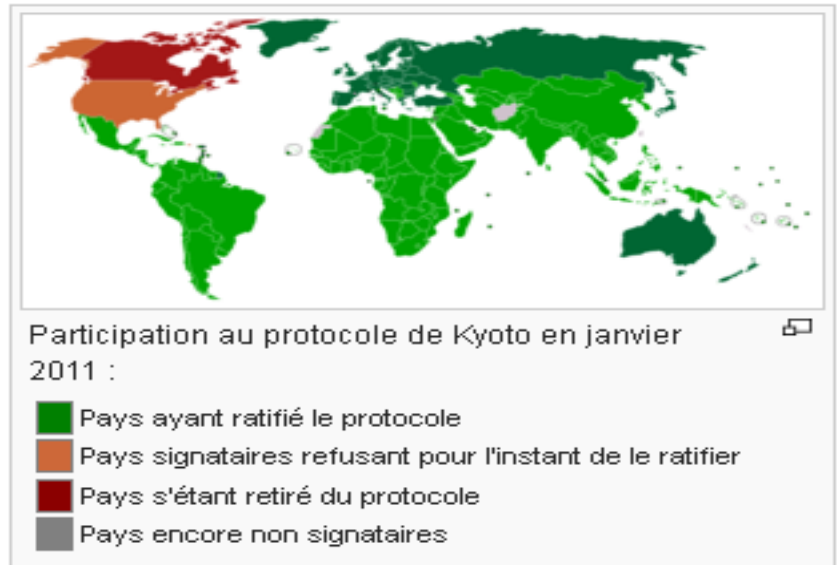 Participation au protocole de Kyoto en janvier
2011 :
Pays ayant ratifié le protocole
Pays signataires refusant pour l'instant de le ratifier
Pays s'étant retiré du protocole
Pays encore non signataires